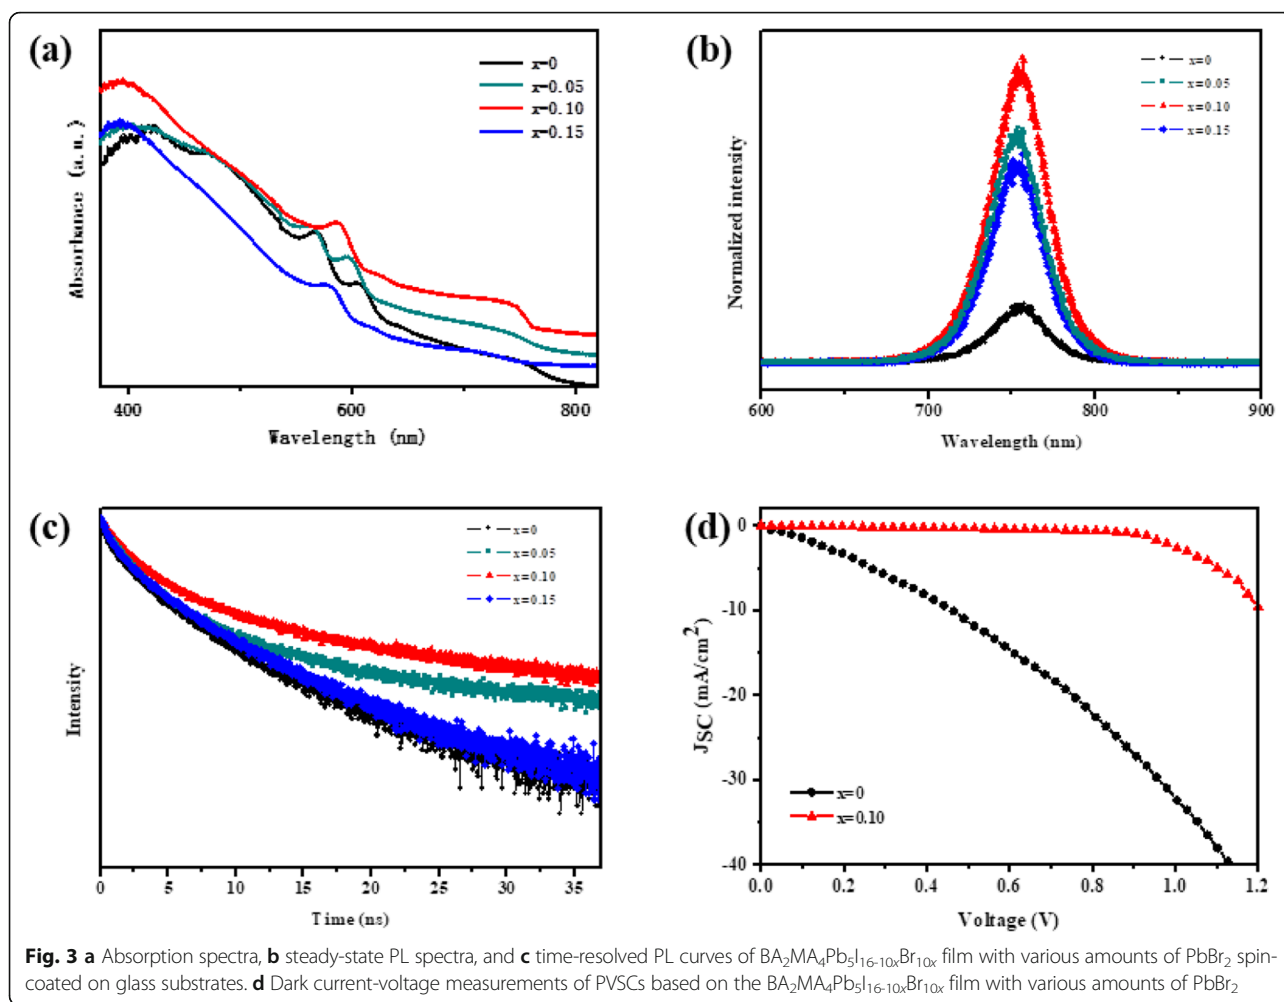 (a)
x=0
x=0.05
x=0.10
x=0.15
Absorbance (a.u.)
400
600
800
Wavelength (nm)
(b)
x=0
x=0.05
x=0.10
x=0.15
Normalized intensity
600
700
800
900
Wavelength (nm)
(c)
x=0
x=0.05
x=0.10
x=0.15
Intensity
0
5
10
15
20
25
30
35
Time (ns)
(d)
0
-10
-20
-30
-40
J_SC (mA/cm²)
x=0
x=0.10
0.0
0.2
0.4
0.6
0.8
1.0
1.2
Voltage (V)
Fig. 3 a Absorption spectra, b steady-state PL spectra, and c time-resolved PL curves of BA₂MA₄Pb₅I₁₆₋₁₀ₓBr₁₀ₓ film with various amounts of PbBr₂ spin-
coated on glass substrates. d Dark current-voltage measurements of PVSCs based on the BA₂MA₄Pb₅I₁₆₋₁₀ₓBr₁₀ₓ film with various amounts of PbBr₂